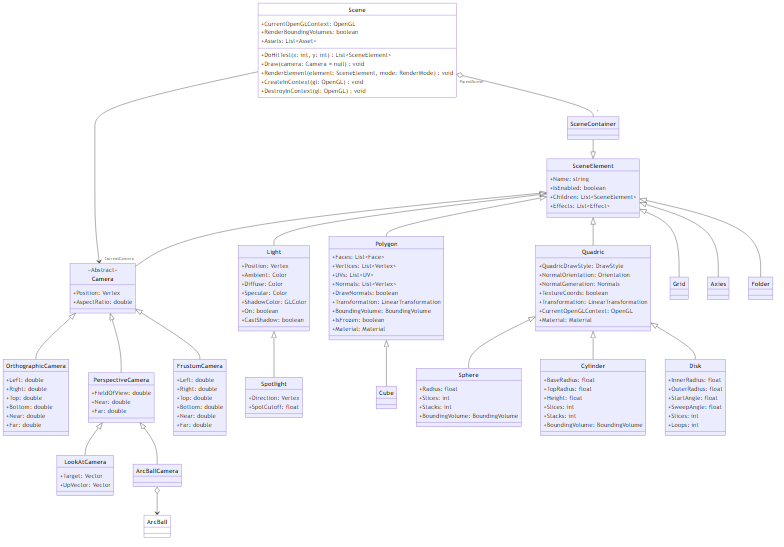 Scene
+CurrentOpenGLContext: OpenGL
+RenderBoundingVolumes: boolean
+Assets: List<Asset>
+DoHitTest(x: int, y: int) : List<SceneElement>
+Draw(camera: Camera = null) : void
+RenderElement(element: SceneElement, mode: RenderMode) : void
+CreateInContext(gl: OpenGL) : void
+DestroyInContext(gl: OpenGL) : void
ParentScene
*
SceneContainer
SceneElement
+Name: string
+IsEnabled: boolean
+Children: List<SceneElement>
+Effects: List<Effect>
CurrentCamera
«Abstract»
Camera
+Position: Vertex
+AspectRatio: double
Light
+Position: Vertex
+Ambient: Color
+Diffuse: Color
+Specular: Color
+ShadowColor: GLColor
+On: boolean
+CastShadow: boolean
Polygon
+Faces: List<Face>
+Vertices: List<Vertex>
+UVs: List<UV>
+Normals: List<Vertex>
+DrawNormals: boolean
+Transformation: LinearTransformation
+BoundingVolume: BoundingVolume
+IsFrozen: boolean
+Material: Material
Quadric
+QuadricDrawStyle: DrawStyle
+NormalOrientation: Orientation
+NormalGeneration: Normals
+TextureCoords: boolean
+Transformation: LinearTransformation
+CurrentOpenGLContext: OpenGL
+Material: Material
Grid
Axies
Folder
OrthographicCamera
+Left: double
+Right: double
+Top: double
+Bottom: double
+Near: double
+Far: double
PerspectiveCamera
+FieldOfView: double
+Near: double
+Far: double
FrustumCamera
+Left: double
+Right: double
+Top: double
+Bottom: double
+Near: double
+Far: double
Spotlight
+Direction: Vertex
+SpotCutoff: float
Cube
Sphere
+Radius: float
+Slices: int
+Stacks: int
+BoundingVolume: BoundingVolume
Cylinder
+BaseRadius: float
+TopRadius: float
+Height: float
+Slices: int
+Stacks: int
+BoundingVolume: BoundingVolume
Disk
+InnerRadius: float
+OuterRadius: float
+StartAngle: float
+SweepAngle: float
+Slices: int
+Loops: int
LookAtCamera
+Target: Vector
+UpVector: Vector
ArcBallCamera
ArcBall